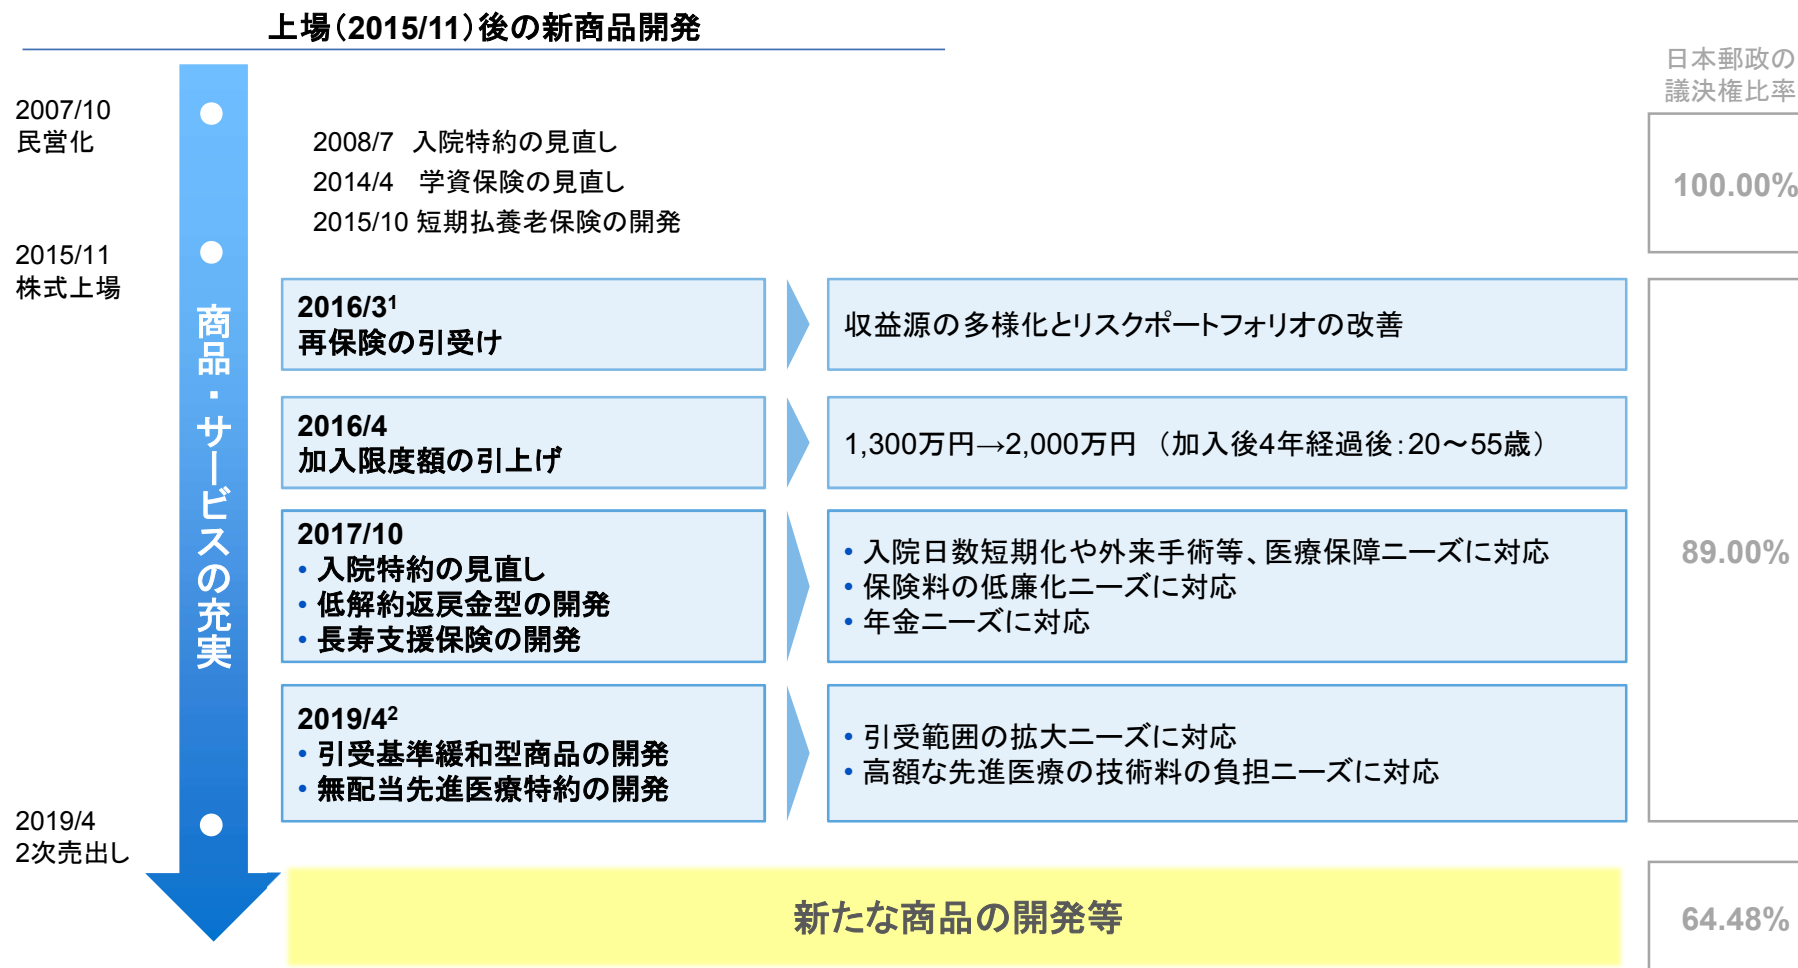 上場(2015/11)後の新商品開発
日本郵政の
議決権比率
2007/10
民営化
2008/7 入院特約の見直し
2014/4 学資保険の見直し
2015/10 短期払養老保険の開発
100.00%
2015/11
株式上場
商品・サービスの充実
2016/3¹
再保険の引受け
収益源の多様化とリスクポートフォリオの改善
2016/4
加入限度額の引上げ
1,300万円→2,000万円 (加入後4年経過後:20～55歳)
2017/10
・入院特約の見直し
・低解約返戻金型の開発
・長寿支援保険の開発
・入院日数短期化や外来手術等、医療保障ニーズに対応
・保険料の低廉化ニーズに対応
・年金ニーズに対応
89.00%
2019/4²
・引受基準緩和型商品の開発
・無配当先進医療特約の開発
・引受範囲の拡大ニーズに対応
・高額な先進医療の技術料の負担ニーズに対応
2019/4
2次売出し
新たな商品の開発等
64.48%